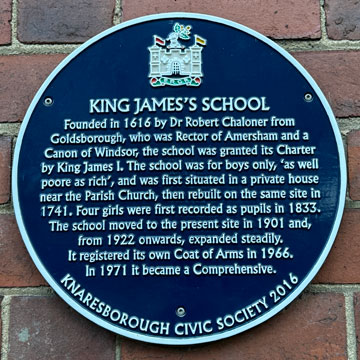 KING JAMES'S SCHOOL
Founded in 1616 by Dr Robert Chaloner from
Goldsborough, who was Rector of Amersham and a
Canon of Windsor, the school was granted its Charter
by King James I. The school was for boys only, 'as well
poore as rich', and was first situated in a private house
near the Parish Church, then rebuilt on the same site in
1741. Four girls were first recorded as pupils in 1833.
The school moved to the present site in 1901 and,
from 1922 onwards, expanded steadily.
It registered its own Coat of Arms in 1966.
In 1971 it became a Comprehensive.
KNARESBOROUGH CIVIC SOCIETY 2016